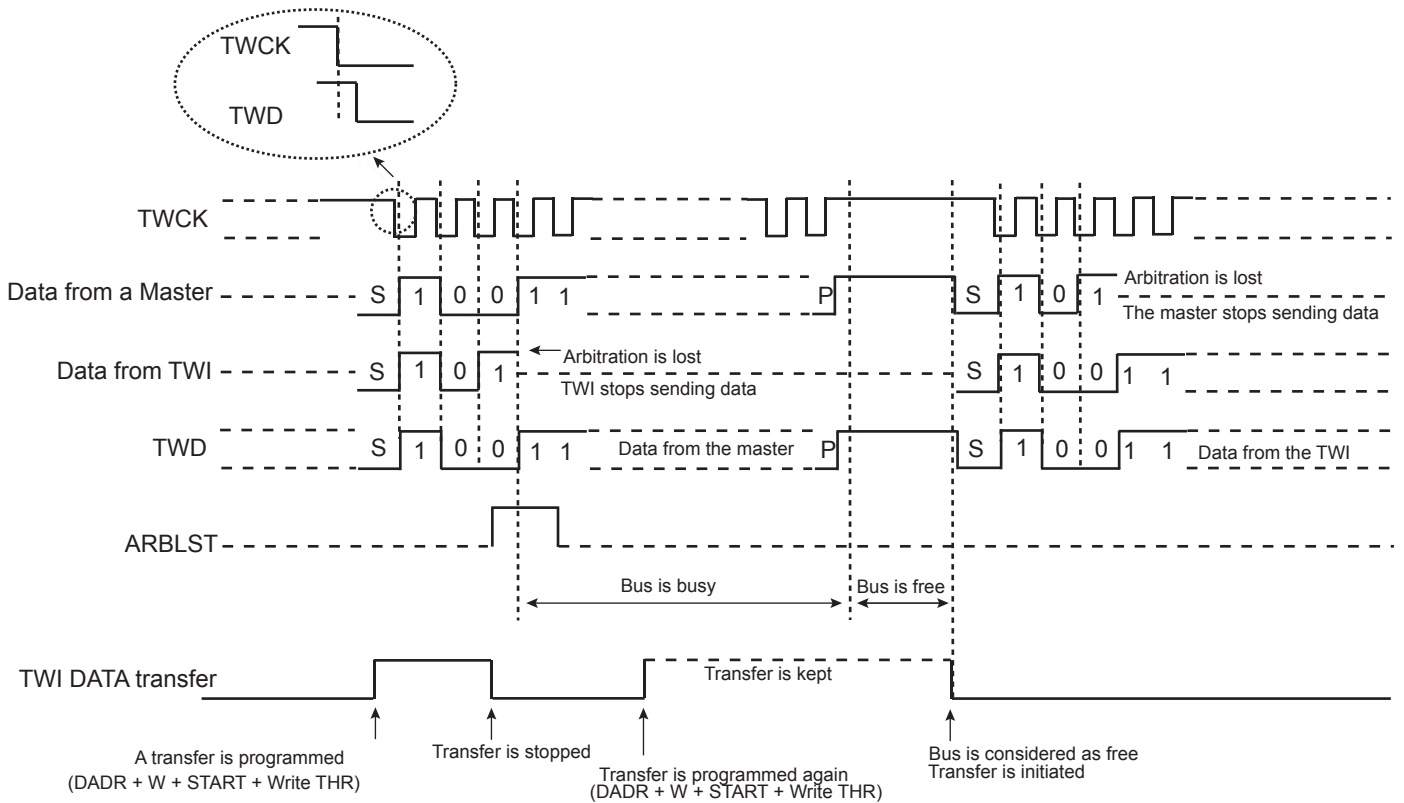 TWCK
TWD
TWCK
Data from a Master S 1 0 0 1 1 P S 1 0 1 Arbitration is lost
The master stops sending data
Data from TWI S 1 0 1 Arbitration is lost S 1 0 0 1 1
TWI stops sending data
TWD S 1 0 0 1 1 Data from the master P S 1 0 0 1 1 Data from the TWI
ARBLST
Bus is busy Bus is free
TWI DATA transfer Transfer is kept
A transfer is programmed
(DADR + W + START + Write THR)
Transfer is stopped
Transfer is programmed again
(DADR + W + START + Write THR)
Bus is considered as free
Transfer is initiated